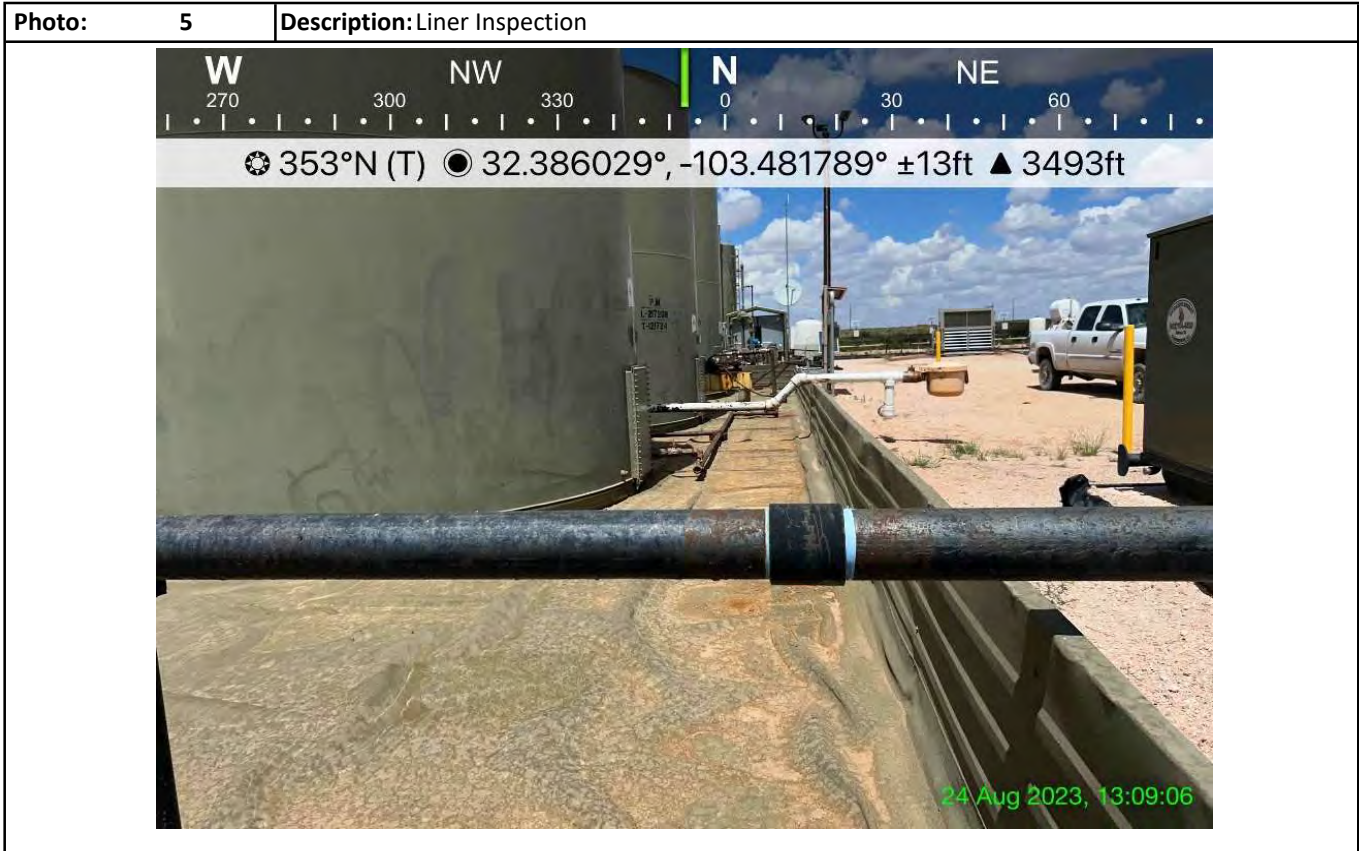 Photo: 5 Description: Liner Inspection
W NW N NE
270 300 330 0 30 60
353°N (T) 32.386029°, -103.481789° ±13ft ▲ 3493ft
24 Aug 2023, 13:09:06